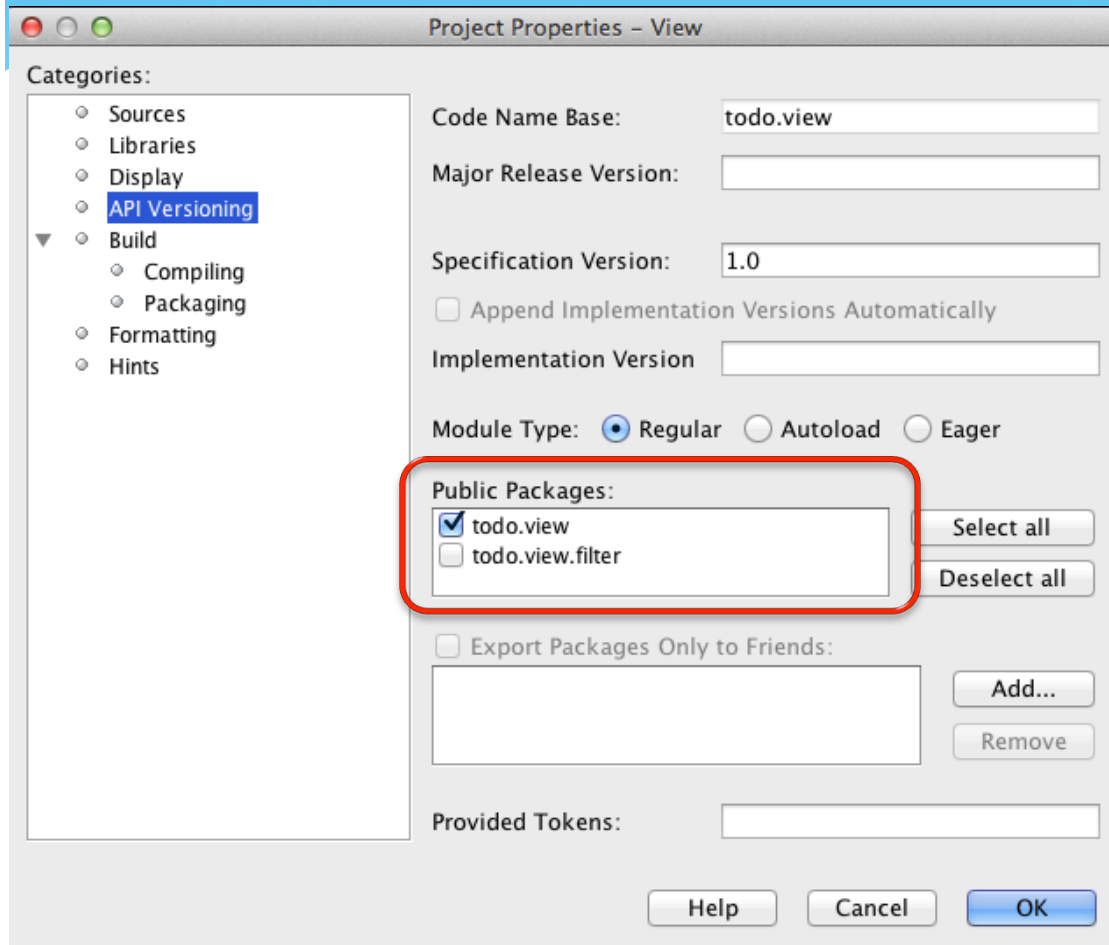 Project Properties – View
Categories:
Sources
Libraries
Display
API Versioning
Build
Compiling
Packaging
Formatting
Hints
Code Name Base: todo.view
Major Release Version:
Specification Version: 1.0
Append Implementation Versions Automatically
Implementation Version
Module Type: Regular Autoload Eager
Public Packages:
todo.view
todo.view.filter
Select all
Deselect all
Export Packages Only to Friends:
Add...
Remove
Provided Tokens:
Help Cancel OK